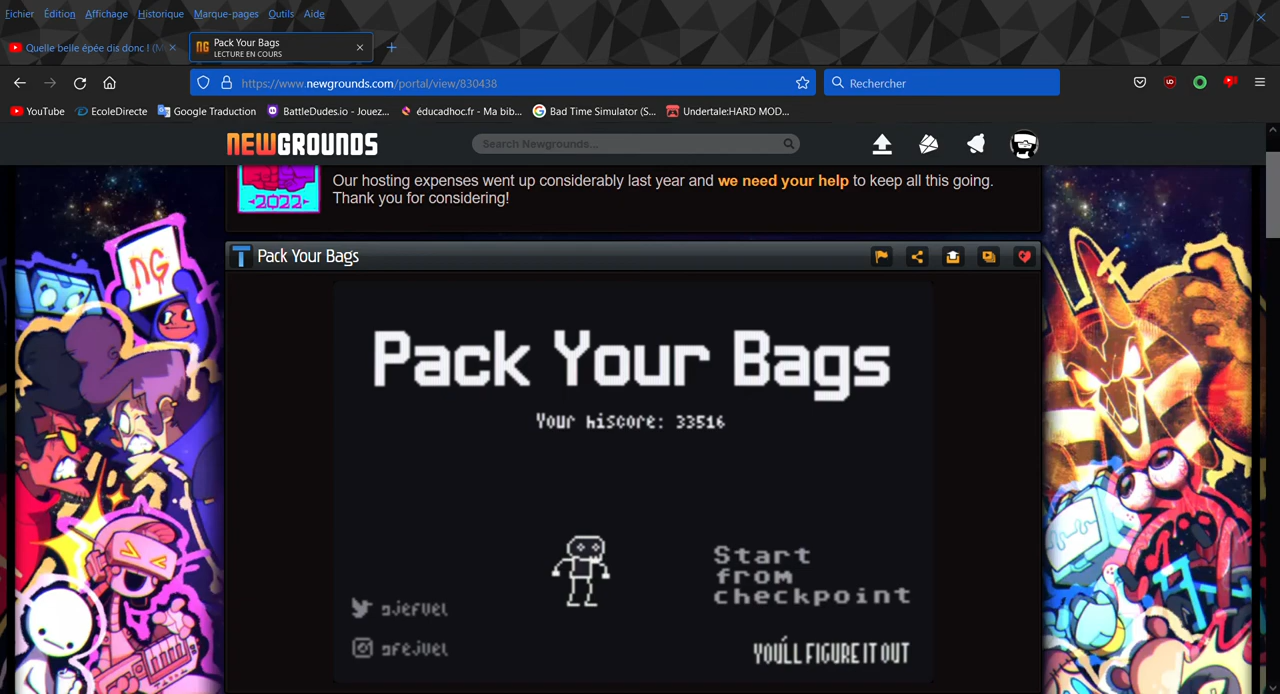 Fichier Édition Affichage Historique Marque-pages Outils Aide
Quelle belle épée dis donc ! (M
Pack Your Bags
LECTURE EN COURS
https://www.newgrounds.com/portal/view/830438
Rechercher
YouTube EcoleDirecte Google Traduction BattleDudes.io - Jouez... éducadhoc.fr - Ma bib... Bad Time Simulator (S... Undertale:HARD MOD...
NEWGROUNDS
Search Newgrounds...
Our hosting expenses went up considerably last year and we need your help to keep all this going.
Thank you for considering!
2022
Pack Your Bags
NG
Pack Your Bags
Your hiscore: 33516
Start
from
checkpoint
@jefvel
@fejvel
YOU'LL FIGURE IT OUT